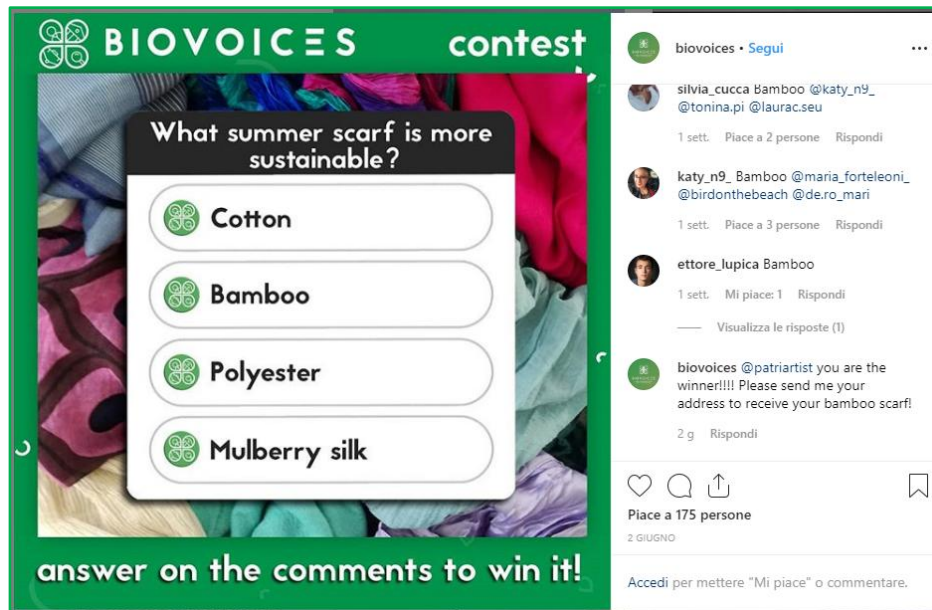 BIOVOICES contest
What summer scarf is more
sustainable?
Cotton
Bamboo
Polyester
Mulberry silk
answer on the comments to win it!
biovoices • Segui
silvia_cucca Bamboo @katy_n9_
@tonina.pi @laurac.seu
1 sett. Piace a 2 persone Rispondi
katy_n9_ Bamboo @maria_forteleoni_
@birdonthebeach @de.ro_mari
1 sett. Piace a 3 persone Rispondi
ettore_lupica Bamboo
1 sett. Mi piace: 1 Rispondi
Visualizza le risposte (1)
biovoices @patriartist you are the
winner!!!! Please send me your
address to receive your bamboo scarf!
2 g Rispondi
Piace a 175 persone
2 GIUGNO
Accedi per mettere "Mi piace" o commentare.